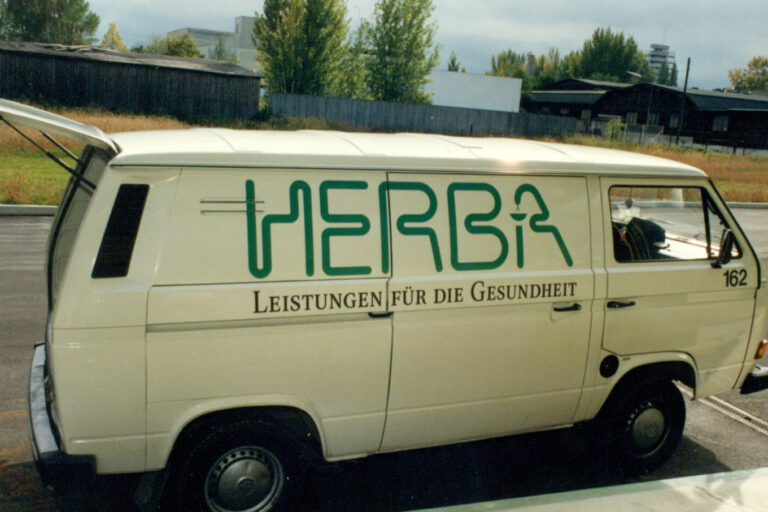 HERBA
LEISTUNGEN FÜR DIE GESUNDHEIT
162